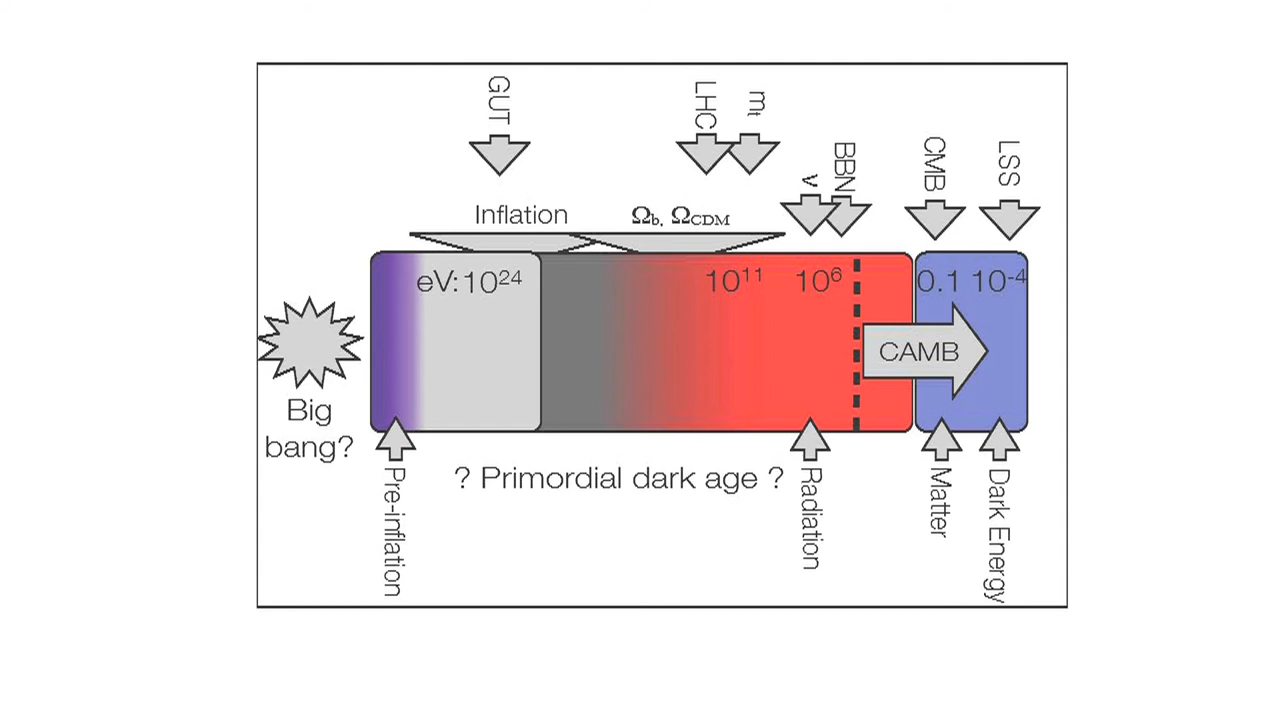 GUT
LHC
mt
ν
BBN
CMB
LSS
Inflation
Ωb, ΩCDM
eV:10²⁴
10¹¹
10⁶
0.1
10⁻⁴
CAMB
Big
bang?
? Primordial dark age ?
Pre-inflation
Radiation
Matter
Dark Energy